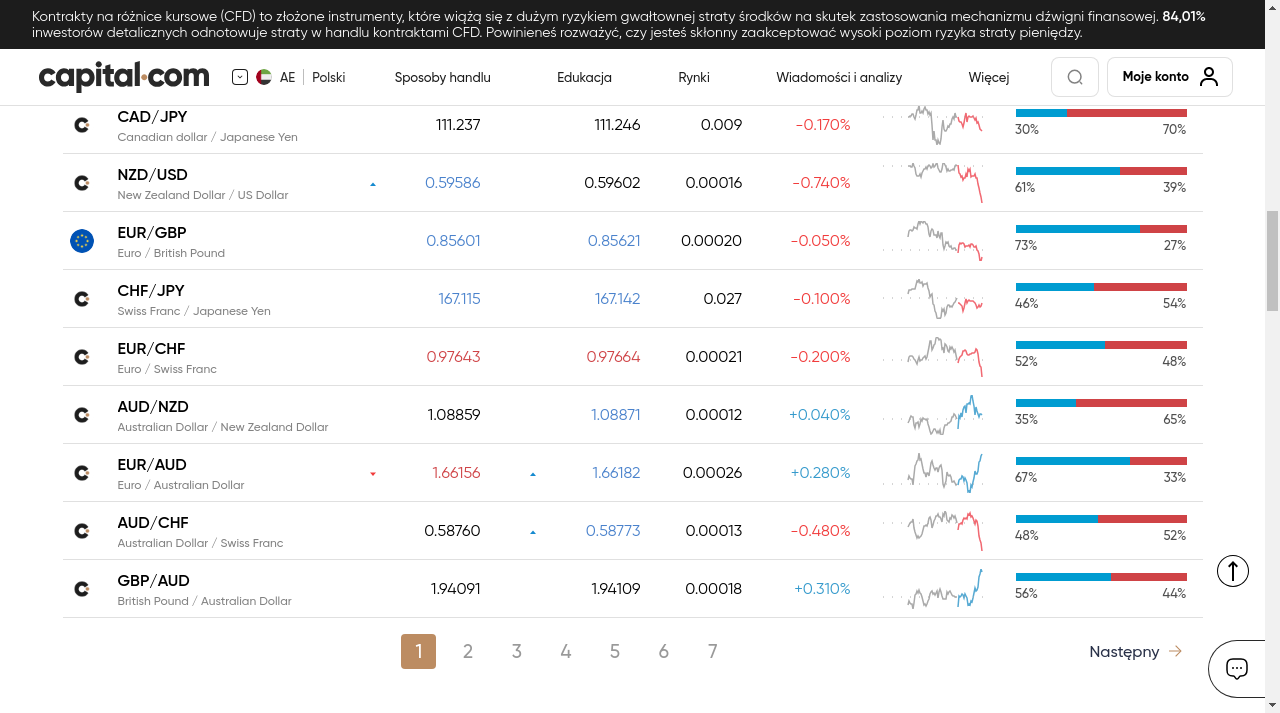 Kontrakty na różnice kursowe (CFD) to złożone instrumenty, które wiążą się z dużym ryzykiem gwałtownej straty środków na skutek zastosowania mechanizmu dźwigni finansowej. 84,01%
inwestorów detalicznych odnotowuje straty w handlu kontraktami CFD. Powinieneś rozważyć, czy jesteś skłonny zaakceptować wysoki poziom ryzyka straty pieniędzy.
capital.com AE Polski Sposoby handlu Edukacja Rynki Wiadomości i analizy Więcej Moje konto
CAD/JPY 111.237 111.246 0.009 -0.170%
Canadian dollar / Japanese Yen 30% 70%
NZD/USD 0.59586 0.59602 0.00016 -0.740%
New Zealand Dollar / US Dollar 61% 39%
EUR/GBP 0.85601 0.85621 0.00020 -0.050%
Euro / British Pound 73% 27%
CHF/JPY 167.115 167.142 0.027 -0.100%
Swiss Franc / Japanese Yen 46% 54%
EUR/CHF 0.97643 0.97664 0.00021 -0.200%
Euro / Swiss Franc 52% 48%
AUD/NZD 1.08859 1.08871 0.00012 +0.040%
Australian Dollar / New Zealand Dollar 35% 65%
EUR/AUD 1.66156 1.66182 0.00026 +0.280%
Euro / Australian Dollar 67% 33%
AUD/CHF 0.58760 0.58773 0.00013 -0.480%
Australian Dollar / Swiss Franc 48% 52%
GBP/AUD 1.94091 1.94109 0.00018 +0.310%
British Pound / Australian Dollar 56% 44%
1 2 3 4 5 6 7 Następny